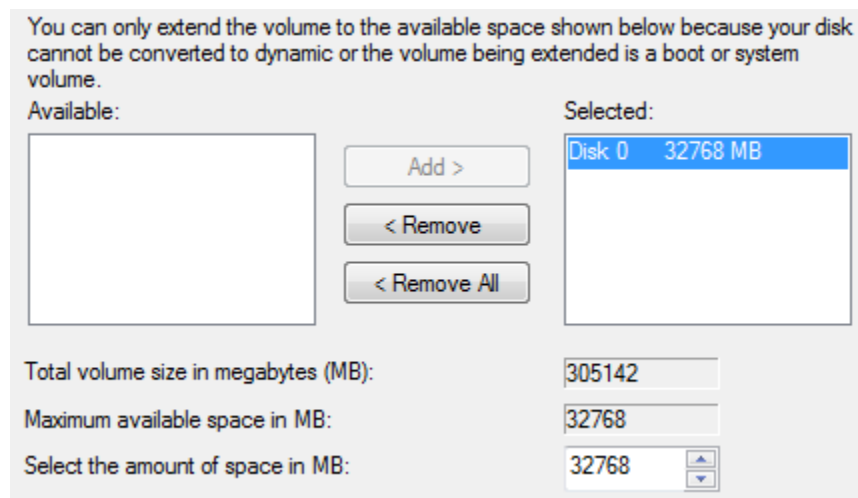 You can only extend the volume to the available space shown below because your disk
cannot be converted to dynamic or the volume being extended is a boot or system
volume.
Available:
Selected:
Disk 0 32768 MB
Add >
< Remove
< Remove All
Total volume size in megabytes (MB): 305142
Maximum available space in MB: 32768
Select the amount of space in MB: 32768